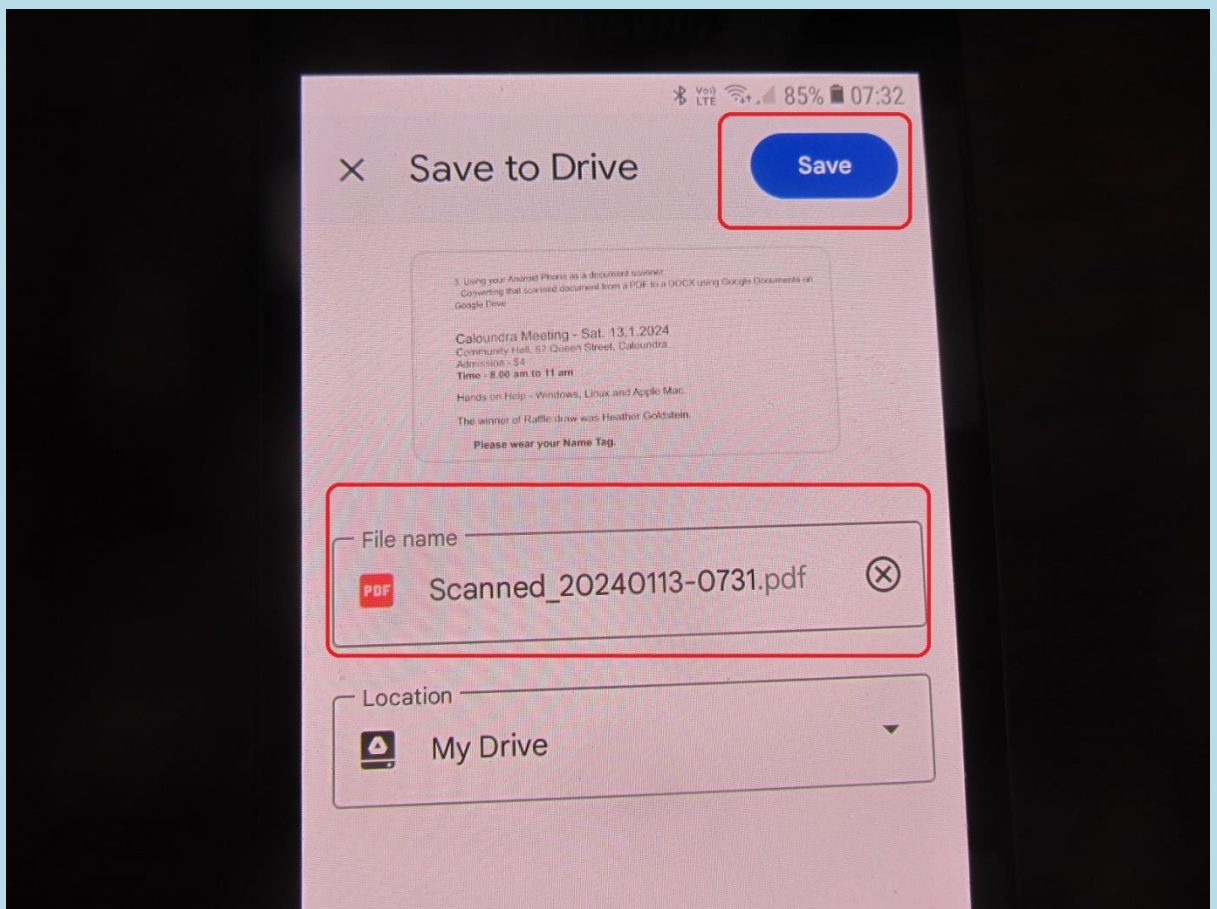 Vo))
LTE
85% 07:32
Save to Drive
Save
3. Using your Android Phone as a document scanner.
Converting that scanned document from a PDF to a DOCX using Google Documents on
Google Drive
Caloundra Meeting - Sat. 13.1.2024
Community Hall, 67 Queen Street, Caloundra
Admission - $4
Time - 8.00 am to 11 am
Hands on Help - Windows, Linux and Apple Mac.
The winner of Raffle draw was Heather Goldstein.
Please wear your Name Tag.
File name
PDF
Scanned_20240113-0731.pdf
Location
My Drive